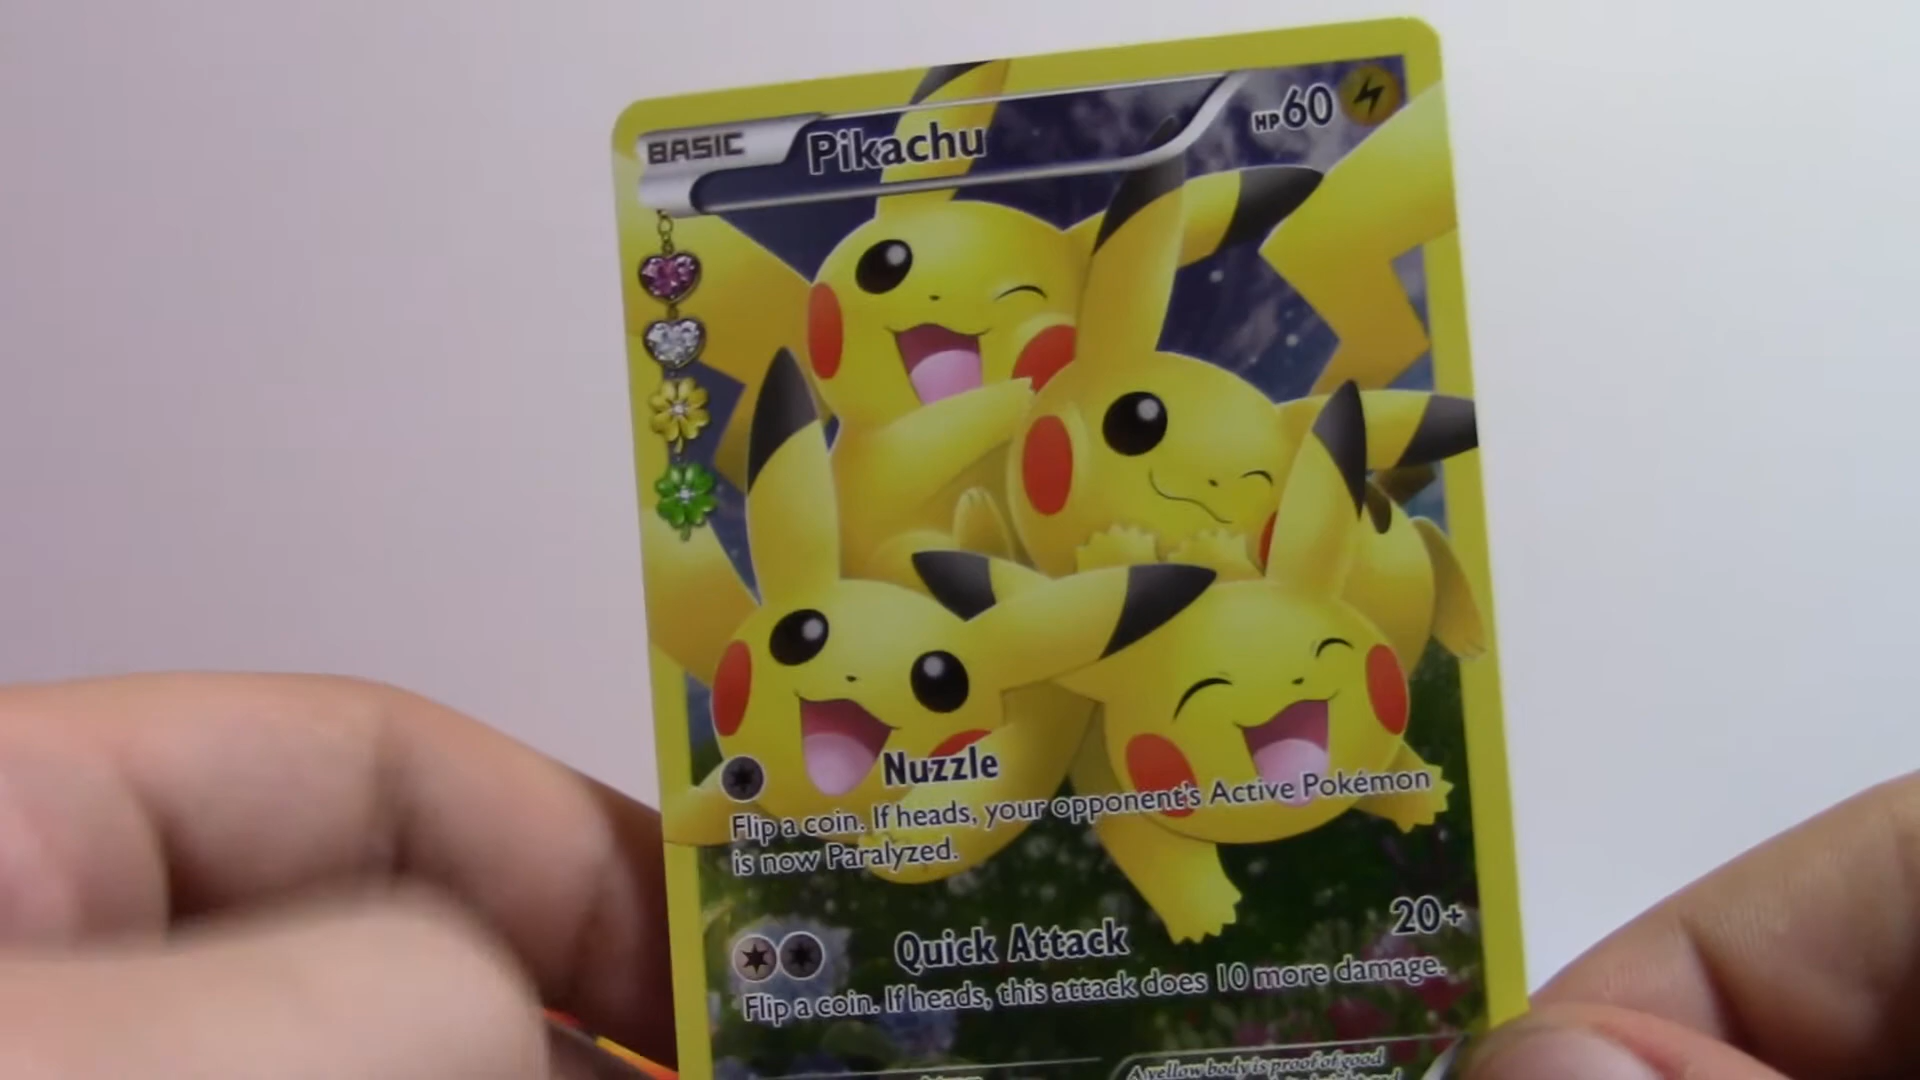 BASIC Pikachu HP60
Nuzzle
Flip a coin. If heads, your opponent's Active Pokémon
is now Paralyzed.
Quick Attack 20+
Flip a coin. If heads, this attack does 10 more damage.
A yellow body is proof of good